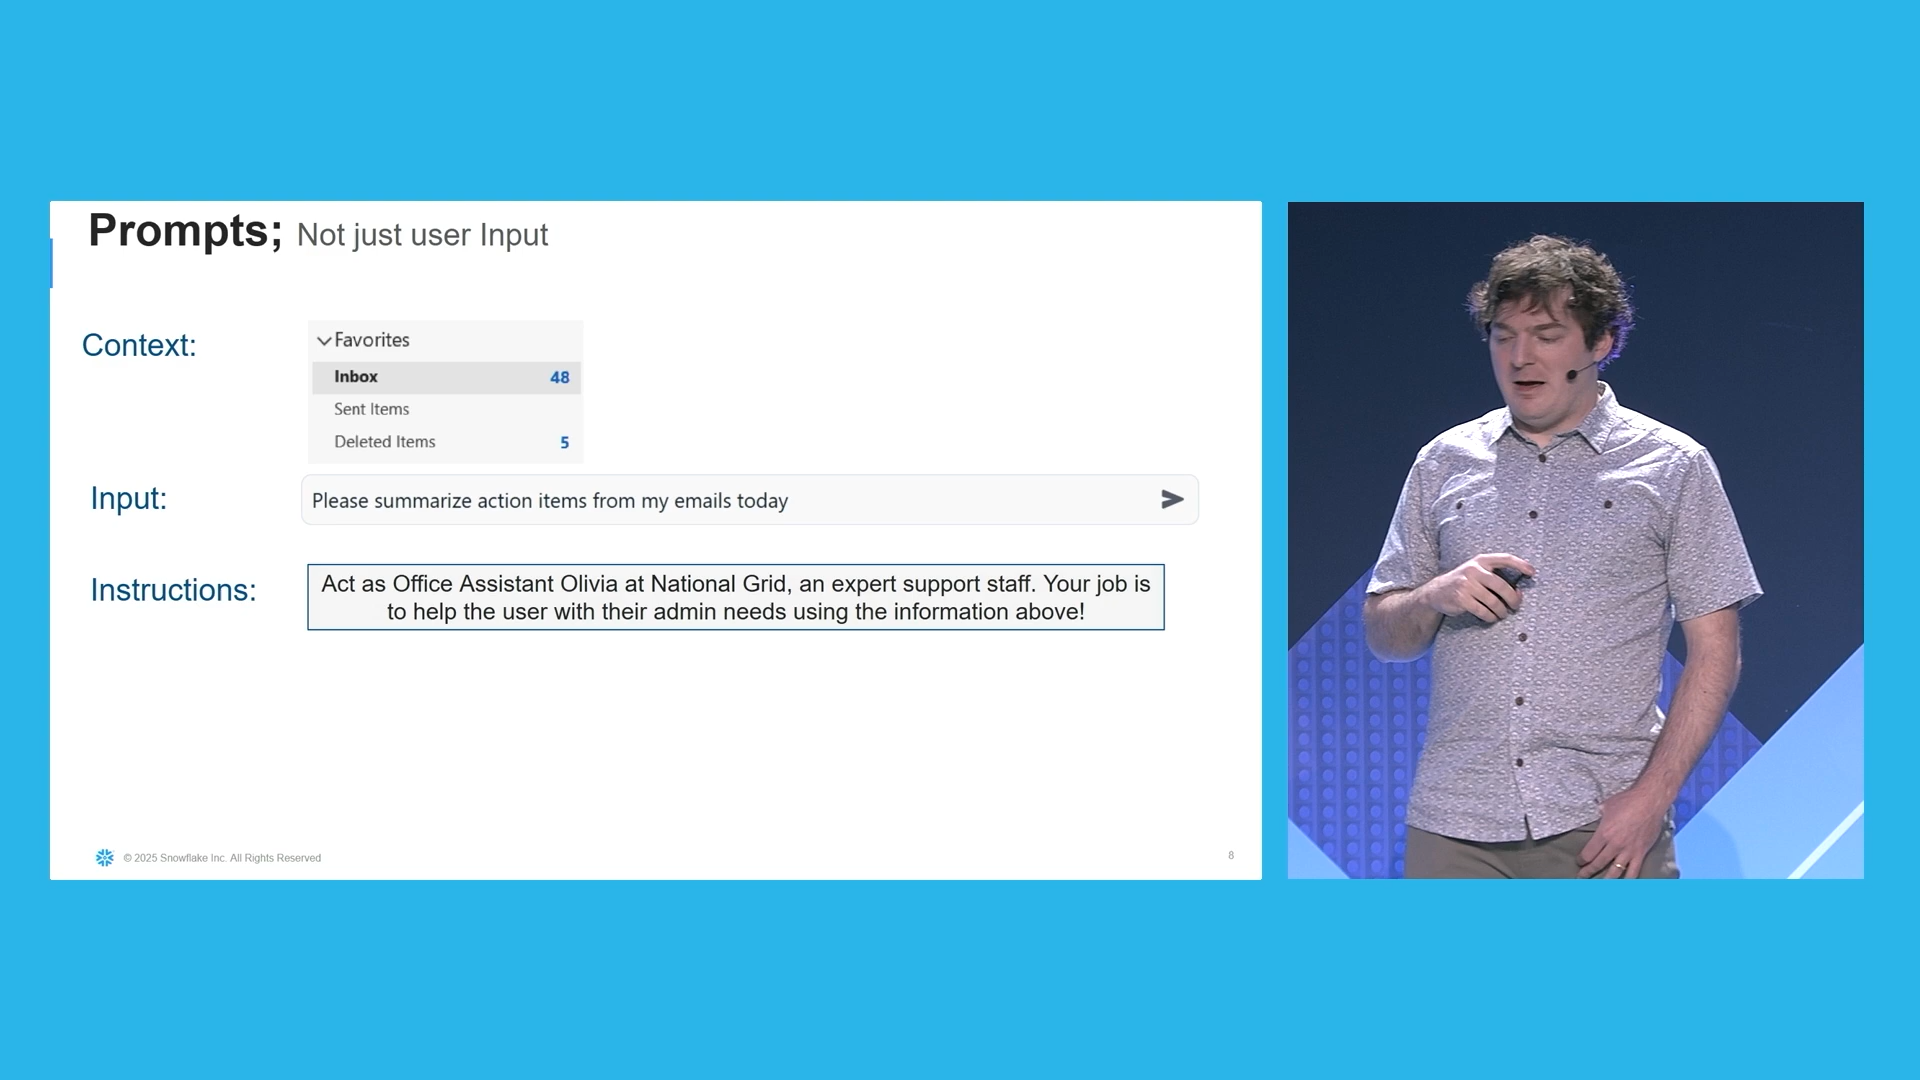 Prompts; Not just user Input
Context:
Favorites
Inbox 48
Sent Items
Deleted Items 5
Input:
Please summarize action items from my emails today
Instructions:
Act as Office Assistant Olivia at National Grid, an expert support staff. Your job is
to help the user with their admin needs using the information above!
© 2025 Snowflake Inc. All Rights Reserved
8